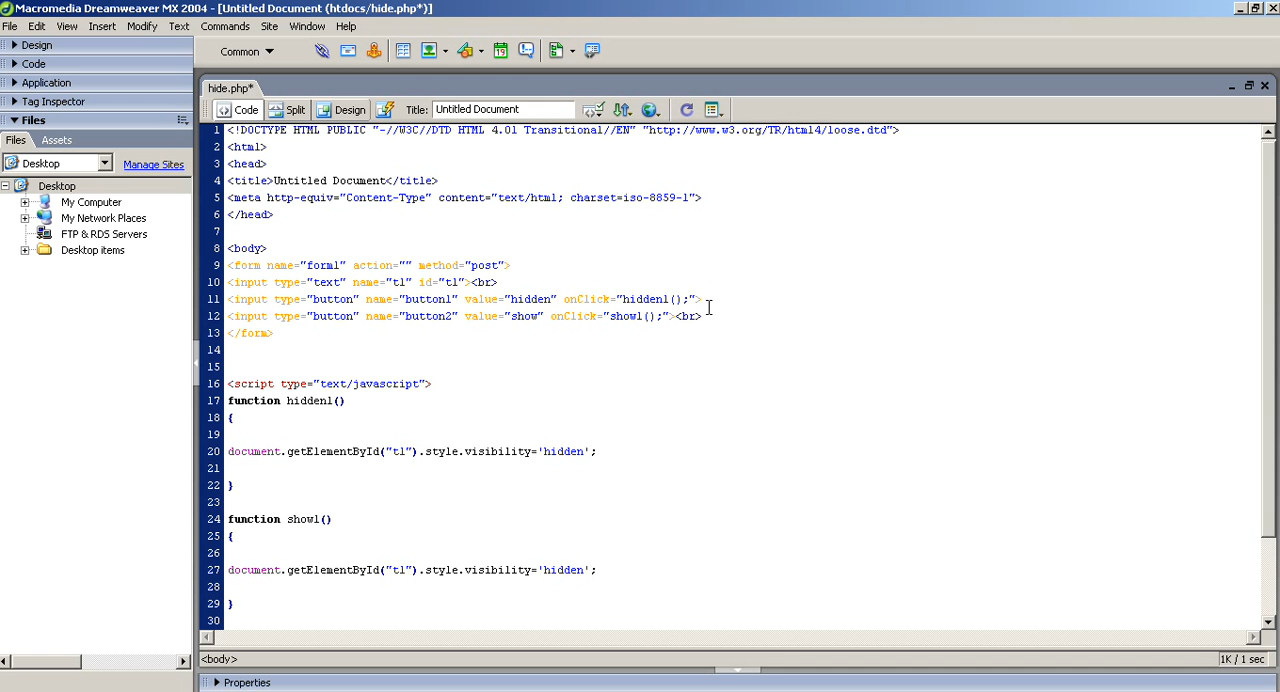 Macromedia Dreamweaver MX 2004 - [Untitled Document (htdocs/hide.php*)]
File Edit View Insert Modify Text Commands Site Window Help
Design
Code
Application
Tag Inspector
Files
Files Assets
Desktop Manage Sites
Desktop
My Computer
My Network Places
FTP & RDS Servers
Desktop items
Common
19
hide.php*
Code Split Design Title: Untitled Document
1 <!DOCTYPE HTML PUBLIC "-//W3C//DTD HTML 4.01 Transitional//EN" "http://www.w3.org/TR/html4/loose.dtd">
2 <html>
3 <head>
4 <title>Untitled Document</title>
5 <meta http-equiv="Content-Type" content="text/html; charset=iso-8859-1">
6 </head>
7
8 <body>
9 <form name="form1" action="" method="post">
10 <input type="text" name="t1" id="t1"><br>
11 <input type="button" name="button1" value="hidden" onClick="hidden1();">
12 <input type="button" name="button2" value="show" onClick="show1();"><br>
13 </form>
14
15
16 <script type="text/javascript">
17 function hidden1()
18 {
19
20 document.getElementById("t1").style.visibility='hidden';
21
22 }
23
24 function show1()
25 {
26
27 document.getElementById("t1").style.visibility='hidden';
28
29 }
30
<body>
1K / 1 sec
Properties